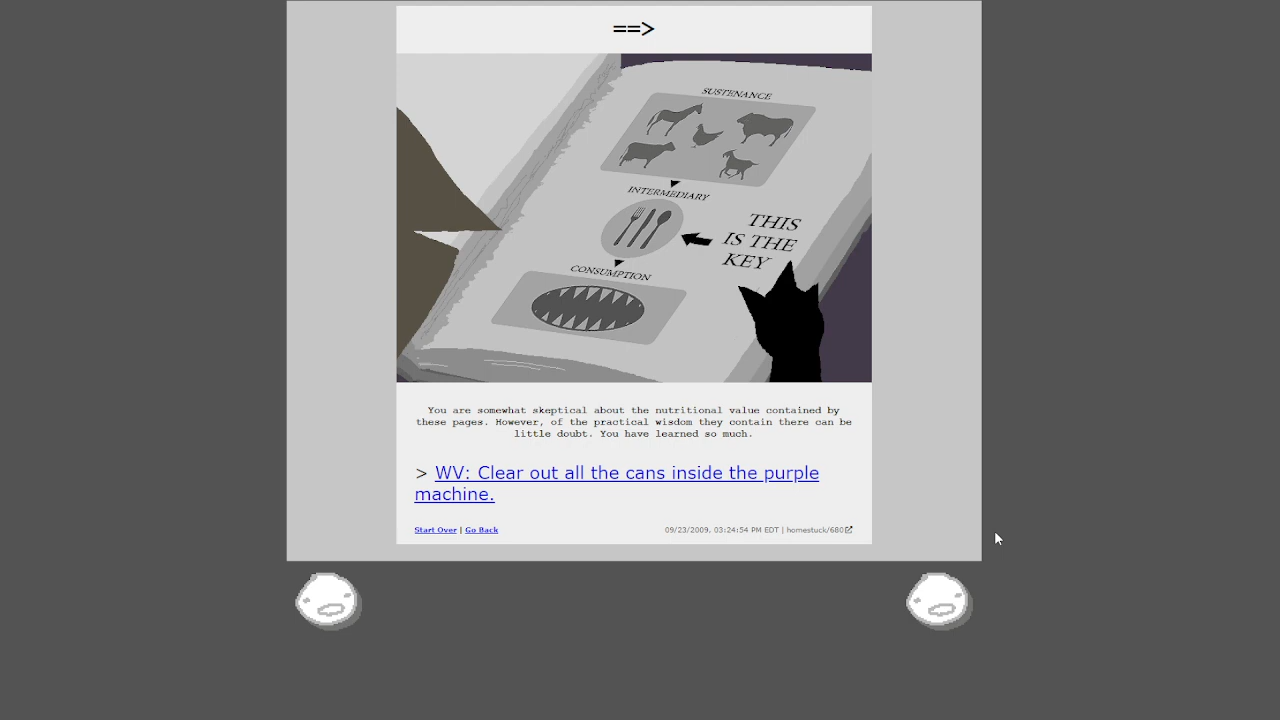 ==>
SUSTENANCE
INTERMEDIARY
THIS
IS THE
KEY
CONSUMPTION
You are somewhat skeptical about the nutritional value contained by
these pages. However, of the practical wisdom they contain there can be
little doubt. You have learned so much.
> WV: Clear out all the cans inside the purple
machine.
Start Over | Go Back
09/23/2009, 03:24:54 PM EDT | homestuck/680